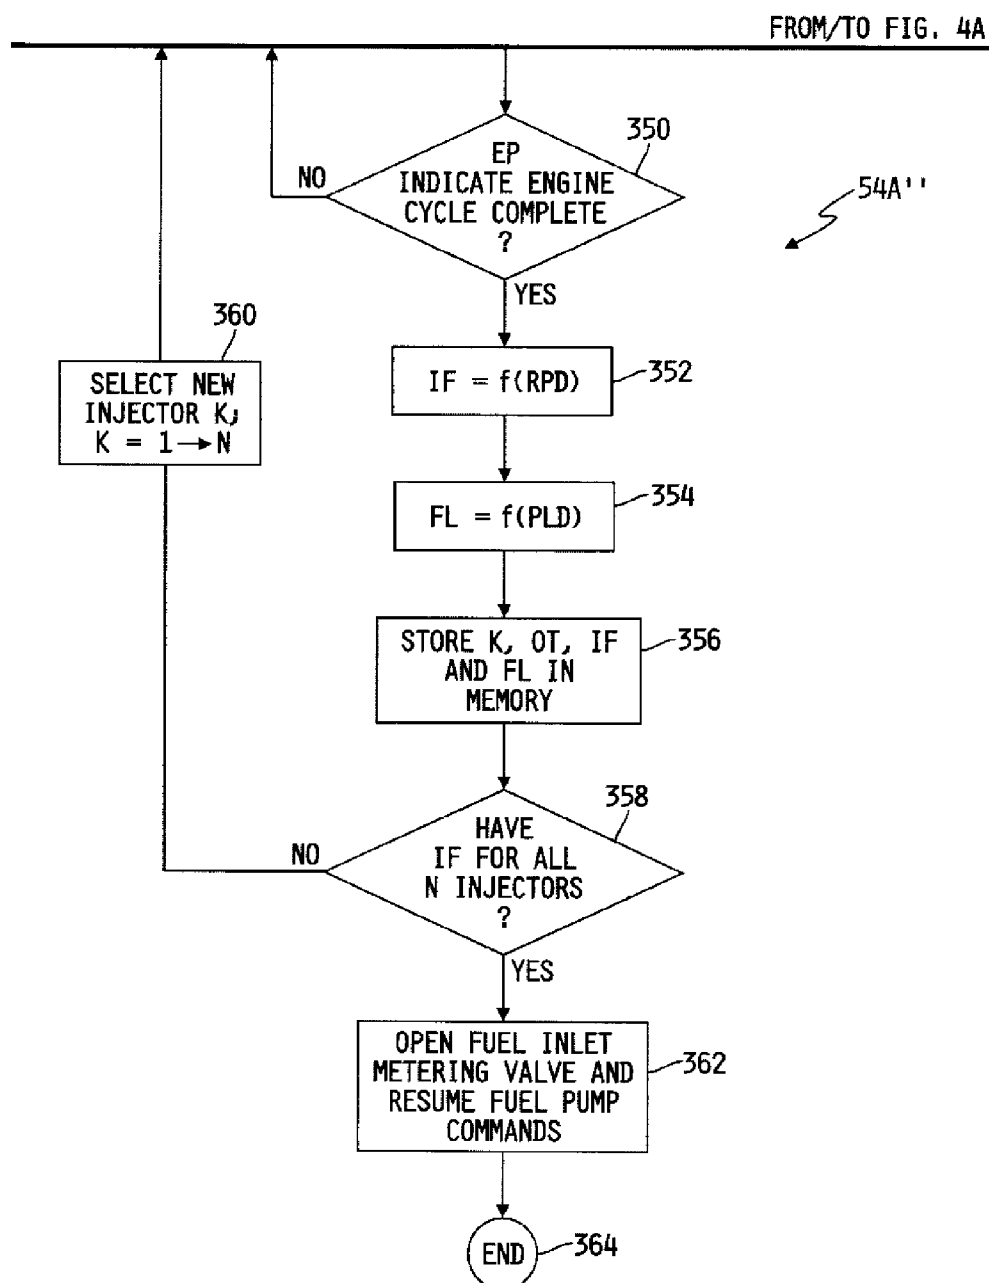 FROM/TO FIG. 4A
350
EP
INDICATE ENGINE
CYCLE COMPLETE
?
NO
54A''
YES
360
SELECT NEW
INJECTOR K;
K = 1→N
IF = f(RPD)
352
FL = f(PLD)
354
STORE K, OT, IF
AND FL IN
MEMORY
356
358
HAVE
IF FOR ALL
N INJECTORS
?
NO
YES
OPEN FUEL INLET
METERING VALVE AND
RESUME FUEL PUMP
COMMANDS
362
END
364